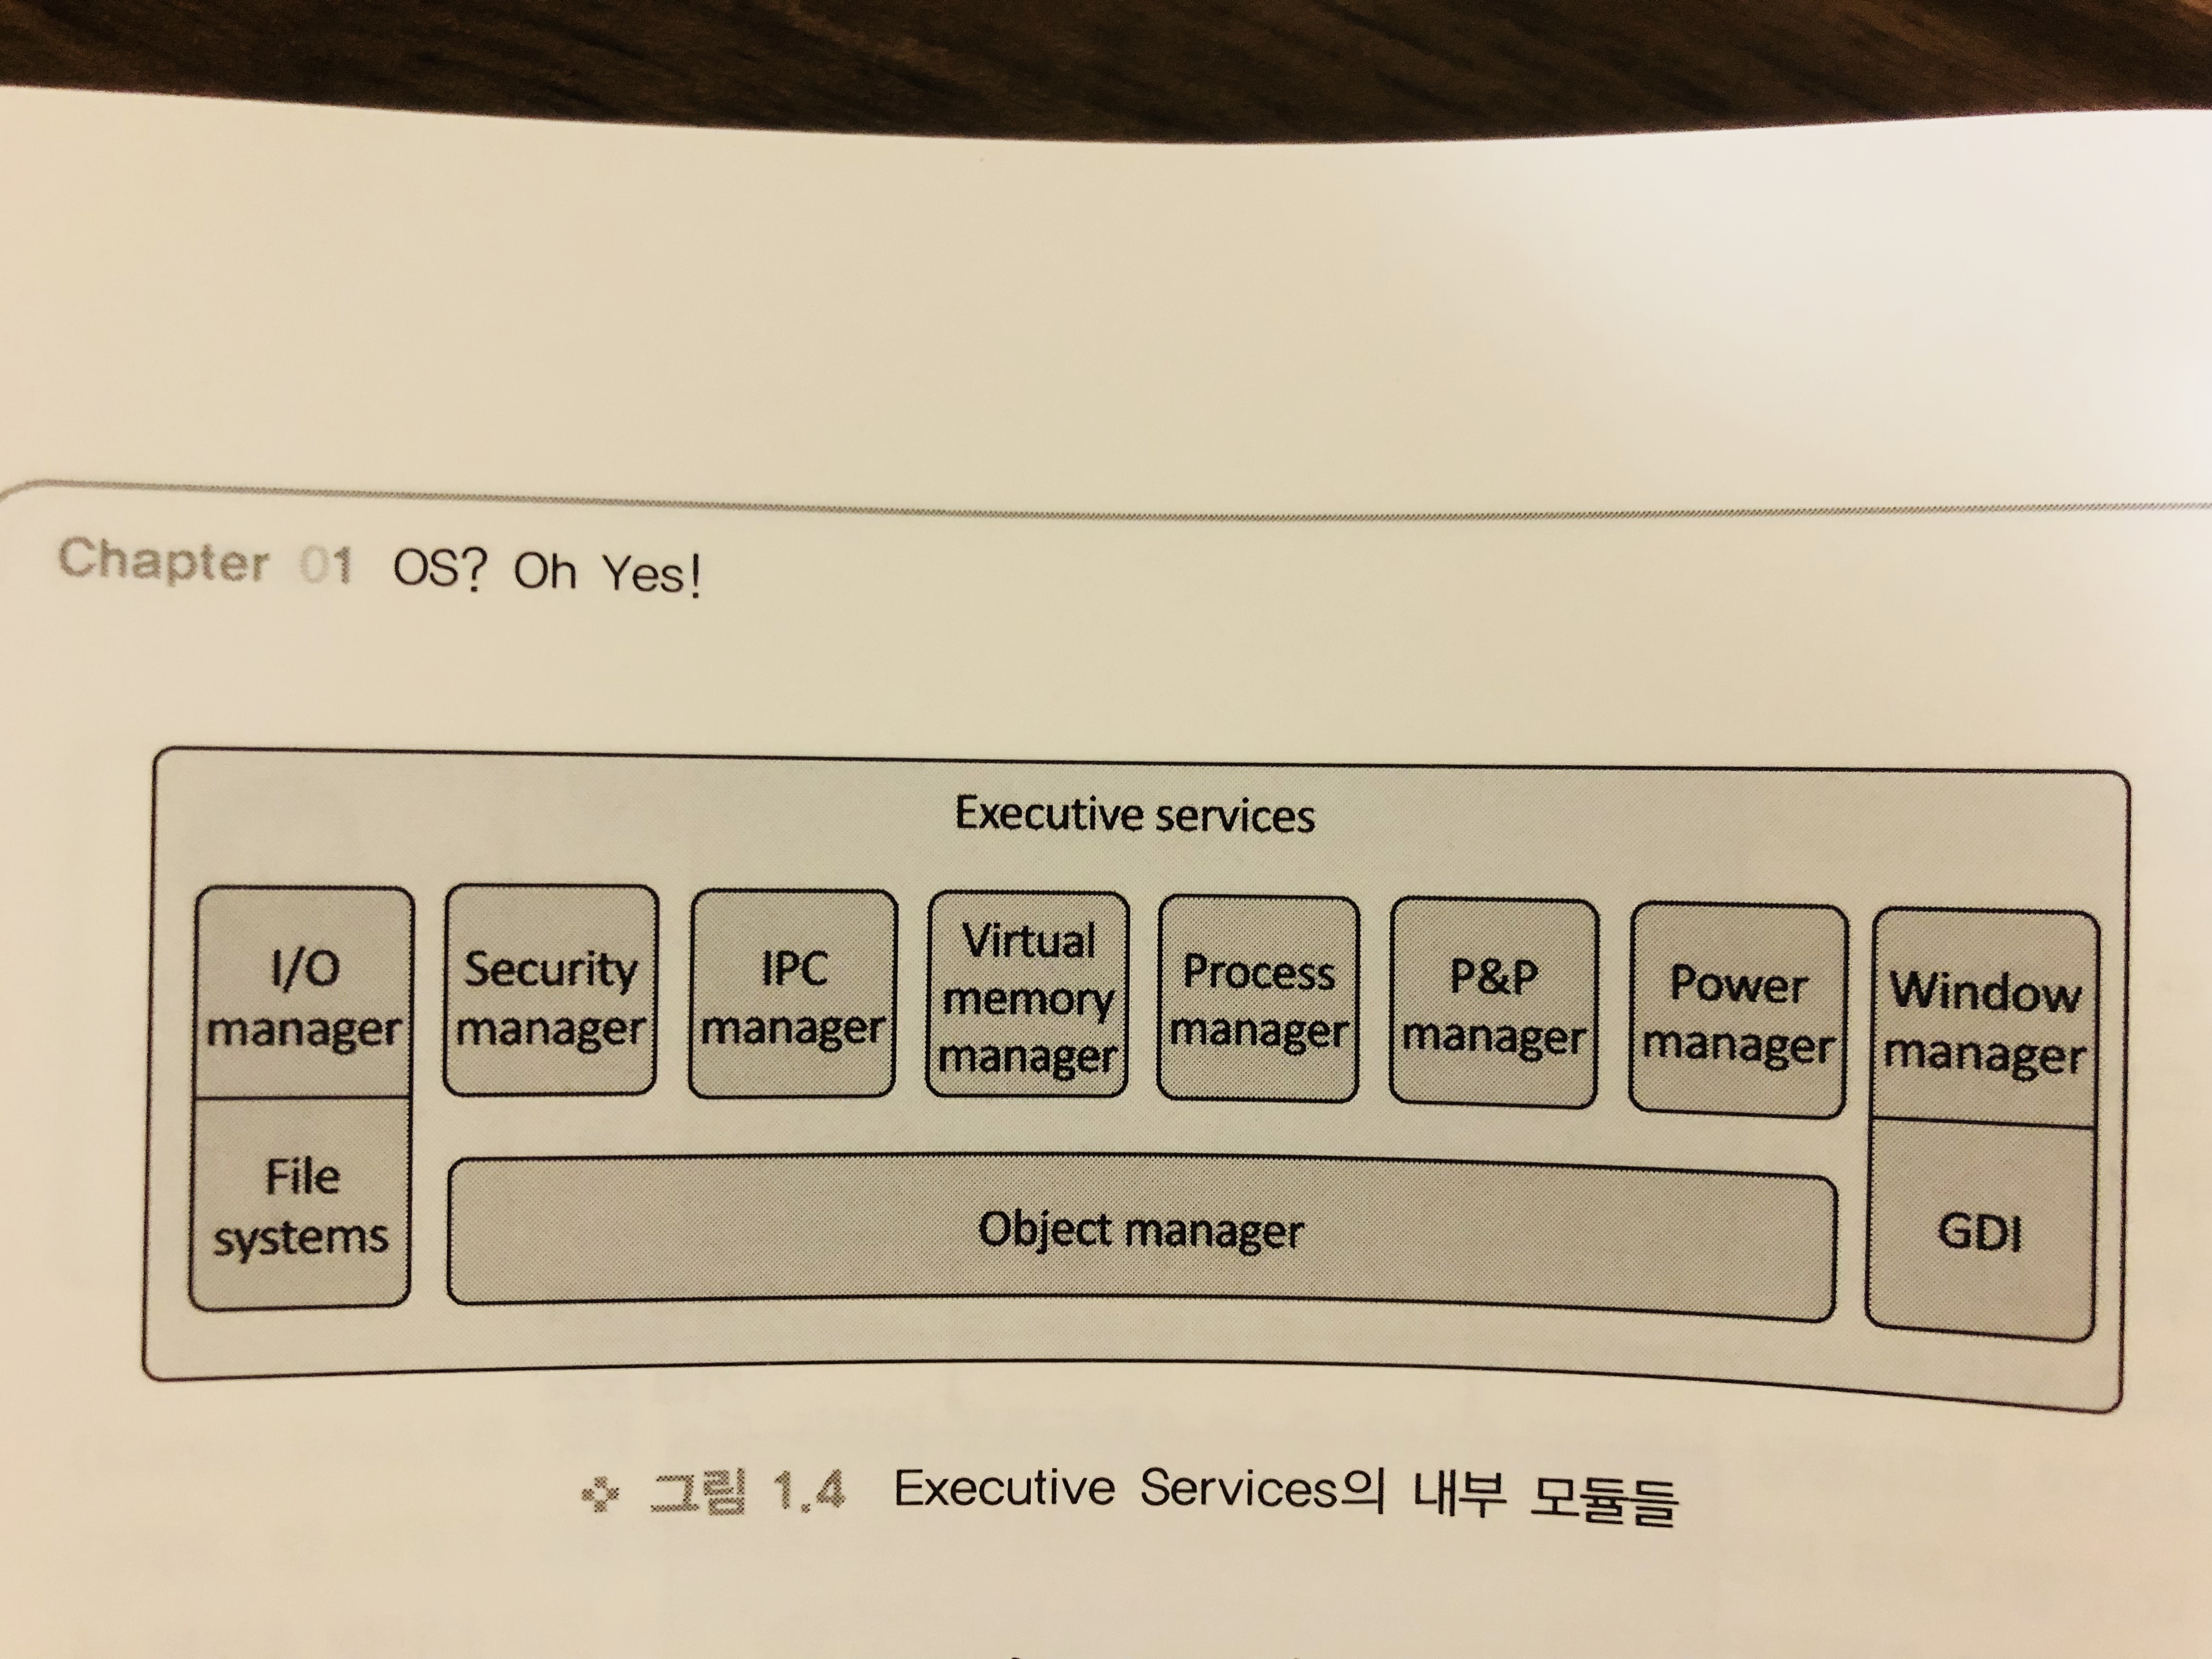 Chapter 01 OS? Oh Yes!
Executive services
I/O
manager
Security
manager
IPC
manager
Virtual
memory
manager
Process
manager
P&P
manager
Power
manager
Window
manager
File
systems
Object manager
GDI
그림 1.4 Executive Services의 내부 모듈들